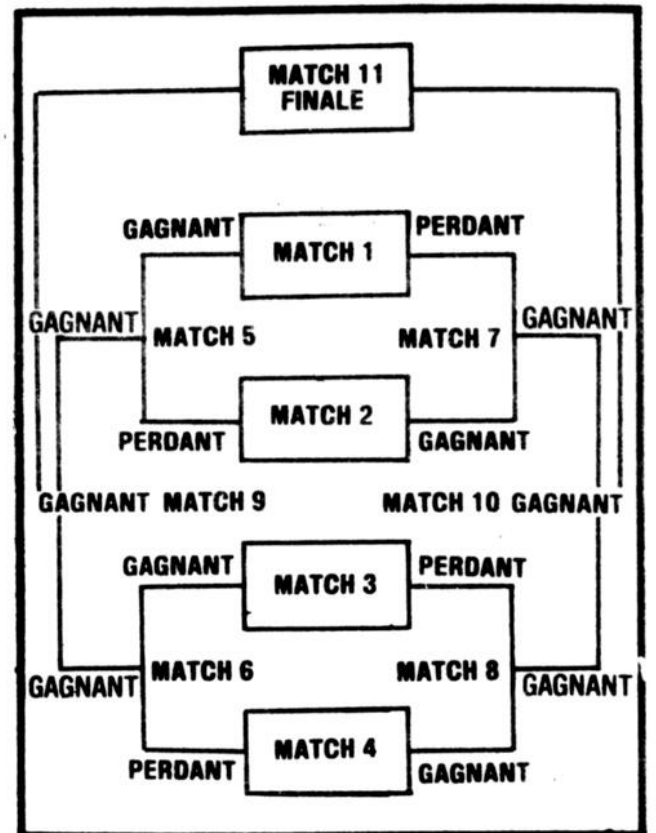 MATCH 11
FINALE
GAGNANT
PERDANT
MATCH 1
GAGNANT
MATCH 5
MATCH 7
GAGNANT
MATCH 2
PERDANT
GAGNANT
GAGNANT MATCH 9
MATCH 10 GAGNANT
GAGNANT
PERDANT
MATCH 3
MATCH 6
MATCH 8
GAGNANT
GAGNANT
MATCH 4
PERDANT
GAGNANT